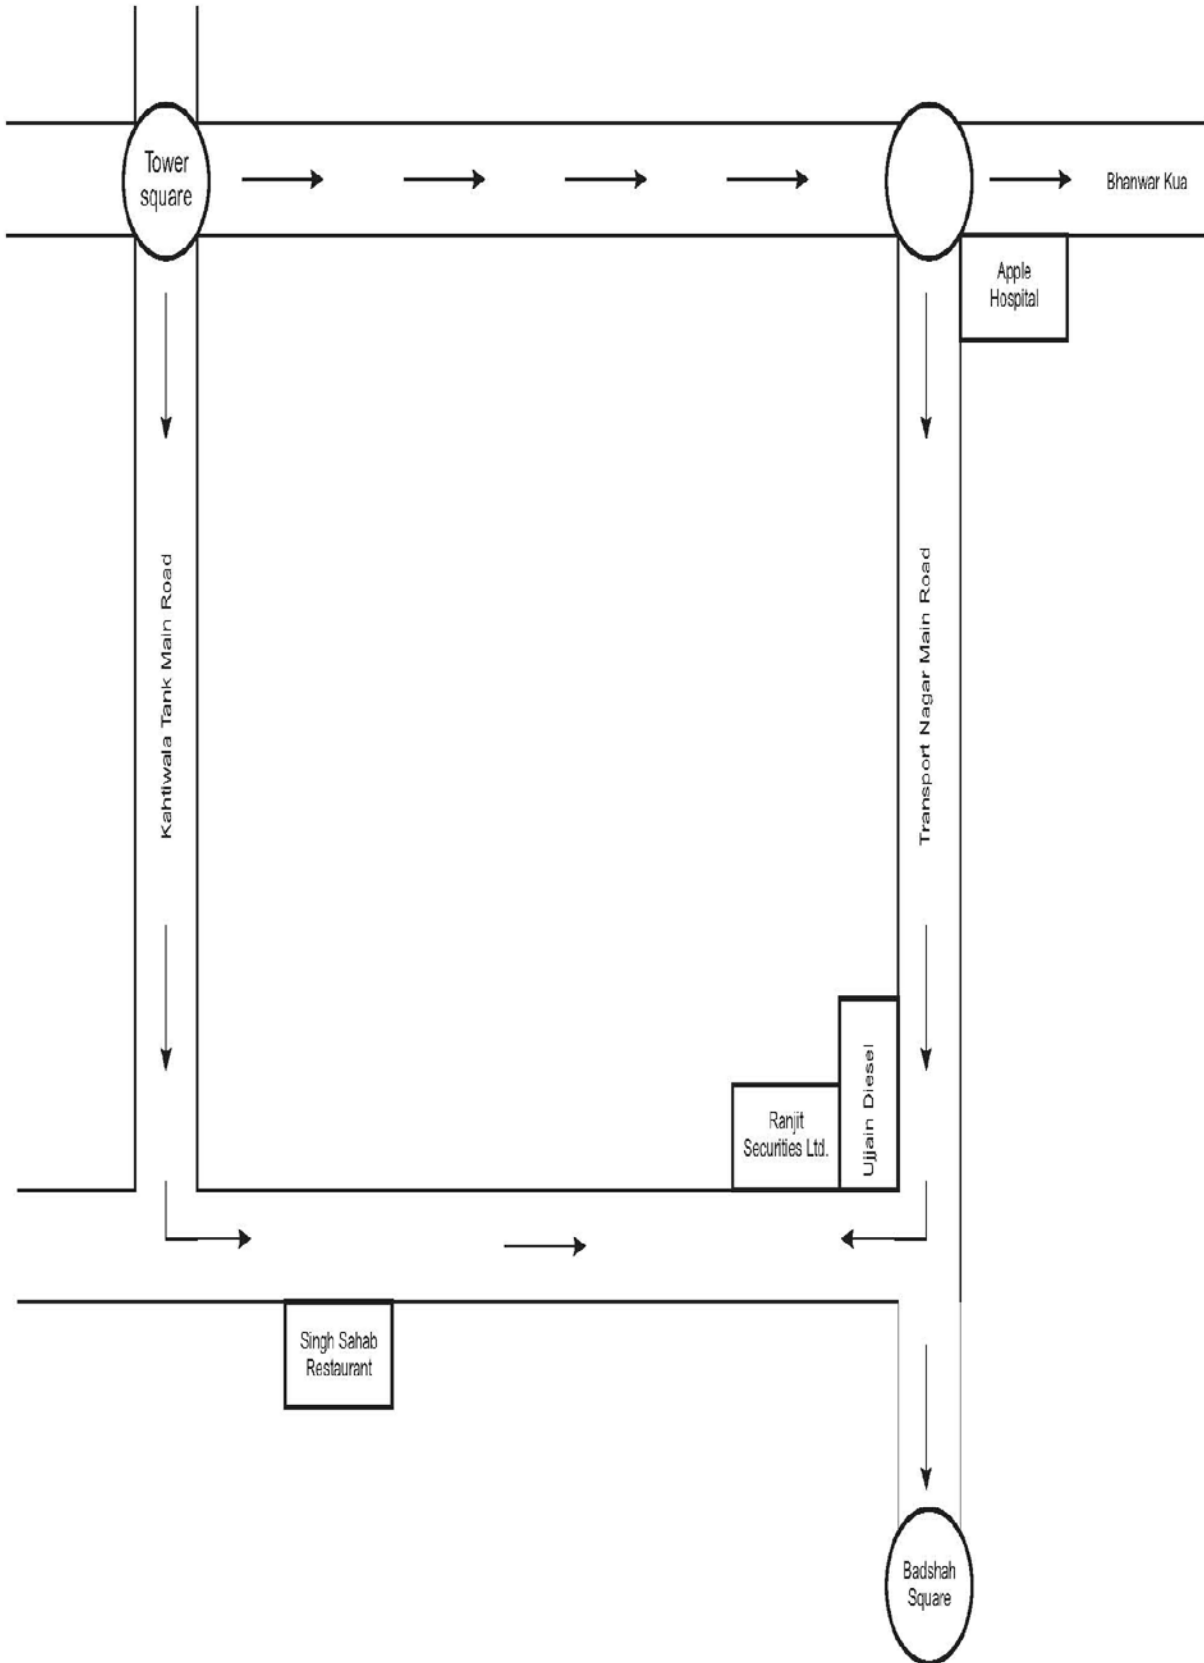 Tower
square
Bhanwar Kua
Apple
Hospital
Kahtiwala Tank Main Road
Transport Nagar Main Road
Ranjit
Securities Ltd.
Ujjain Diesel
Singh Sahab
Restaurant
Badshah
Square